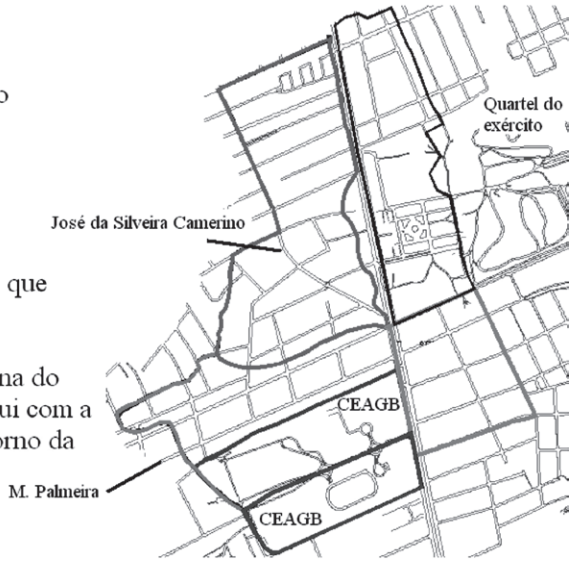 o
Quartel do
exército
José da Silveira Camerino
que
na do
CEAGB
ui com a
orno da
M. Palmeira
CEAGB